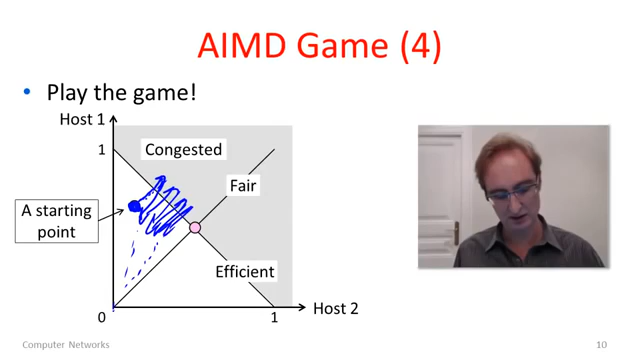 AIMD Game (4)
• Play the game!
Host 1
1
Congested
Fair
A starting
point
Efficient
0
1
Host 2
Computer Networks
10